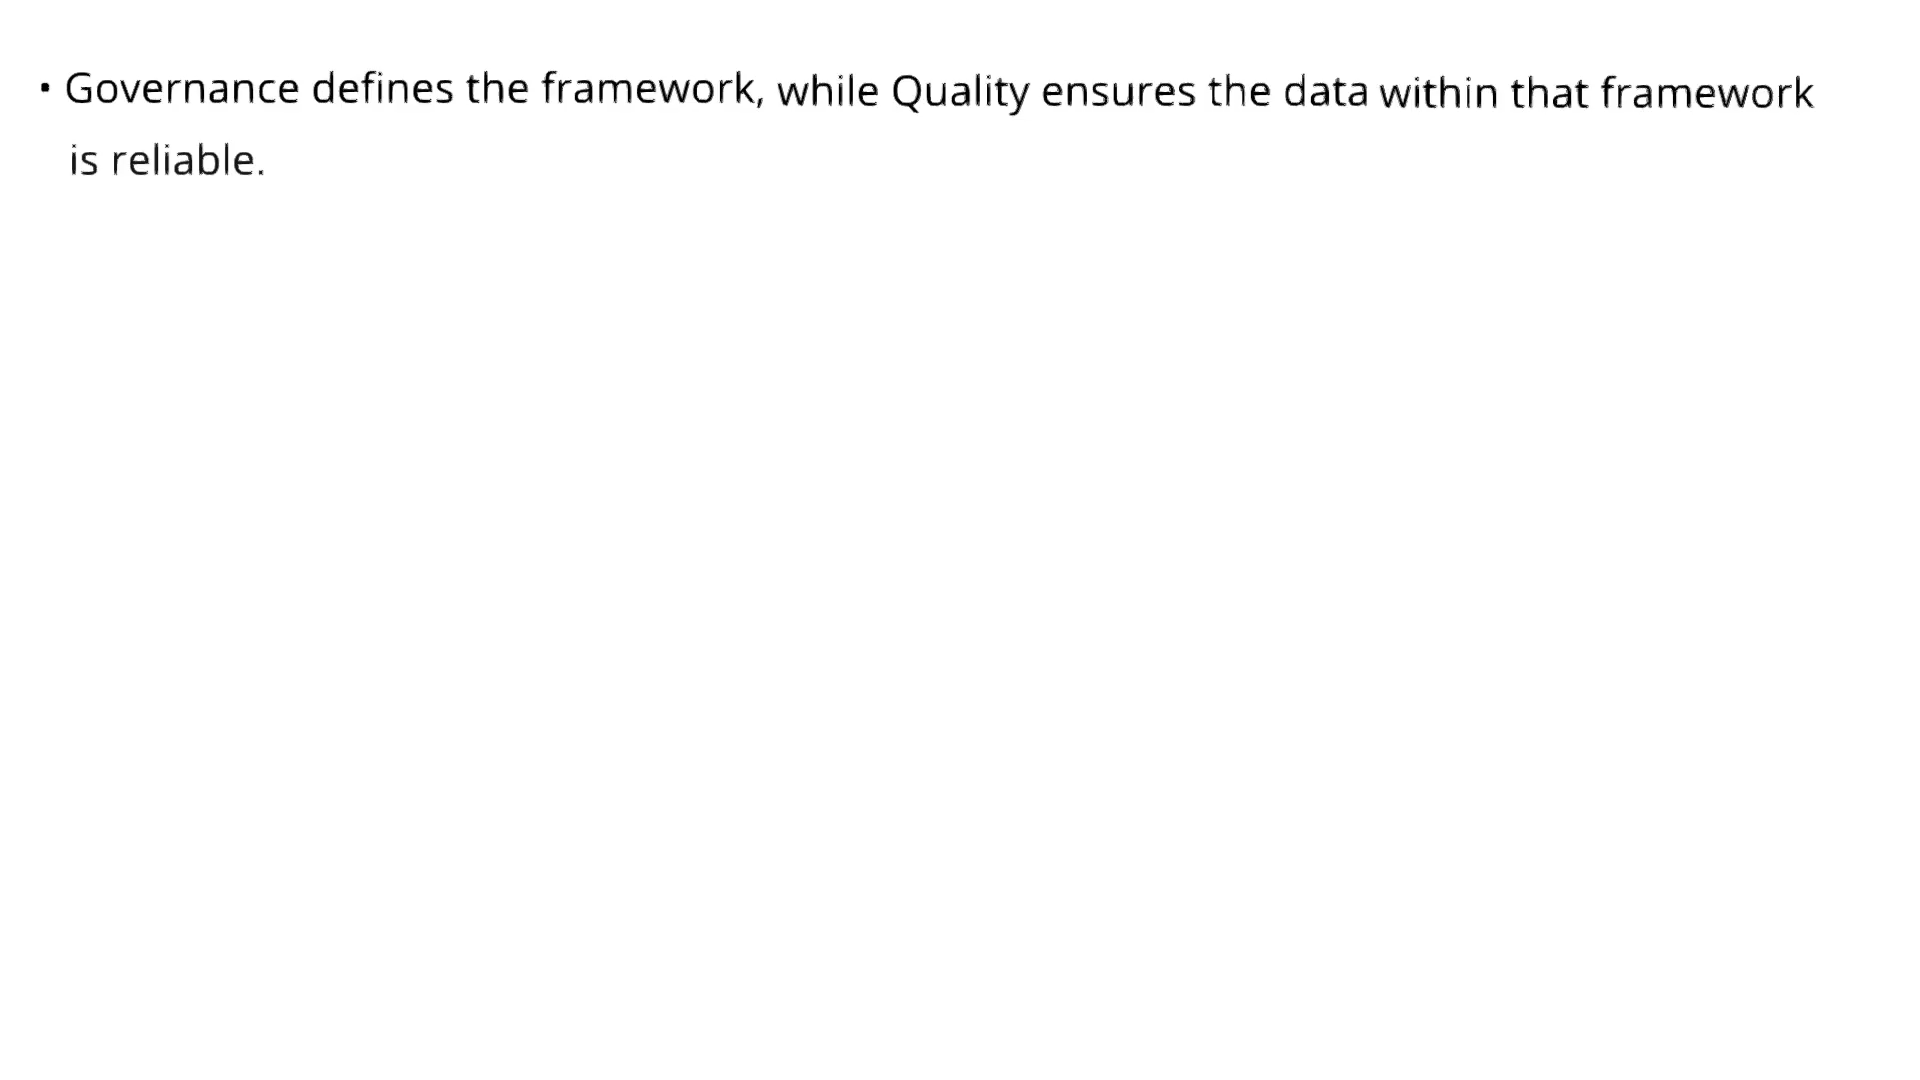 • Governance defines the framework, while Quality ensures the data within that framework
is reliable.